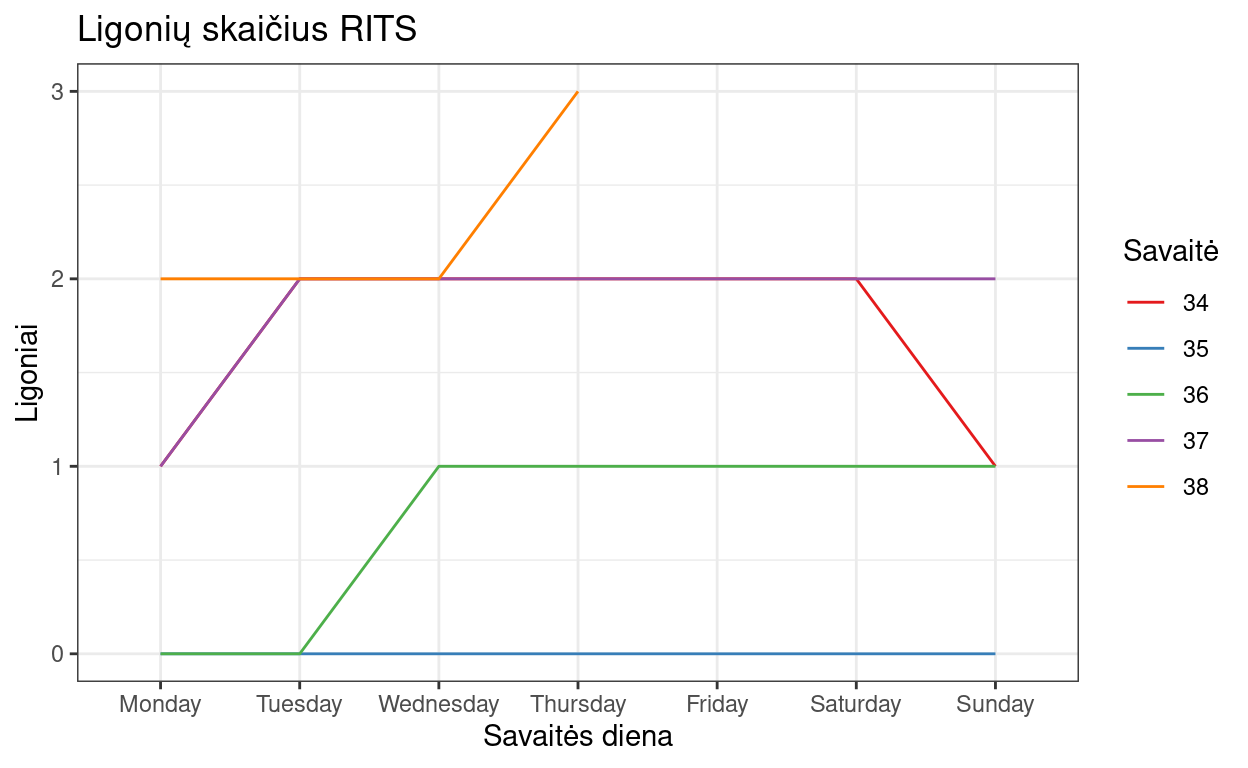 Ligonių skaičius RITS
3
2
1
0
Ligoniai
Monday Tuesday Wednesday Thursday Friday Saturday Sunday
Savaitės diena
Savaitė
34
35
36
37
38